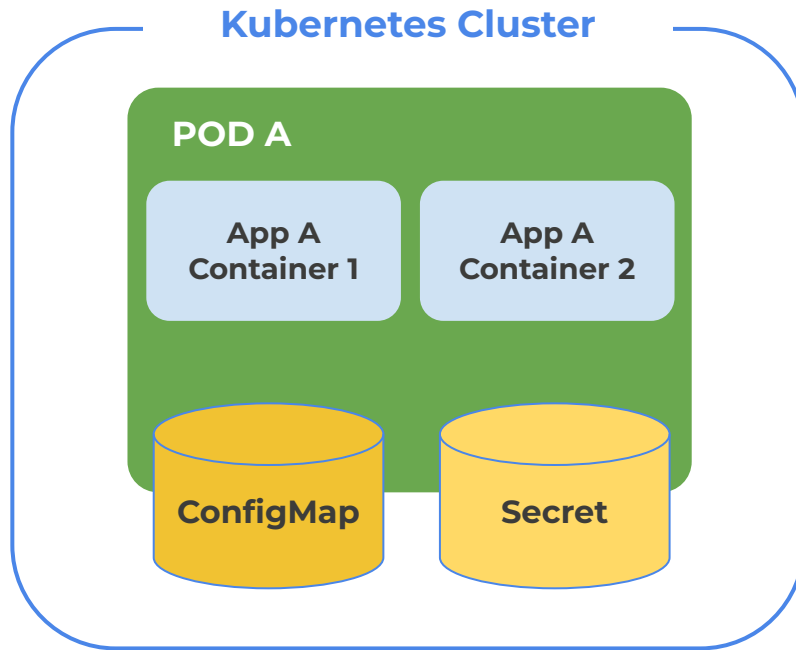 Kubernetes Cluster
POD A
App A
Container 1
App A
Container 2
ConfigMap
Secret